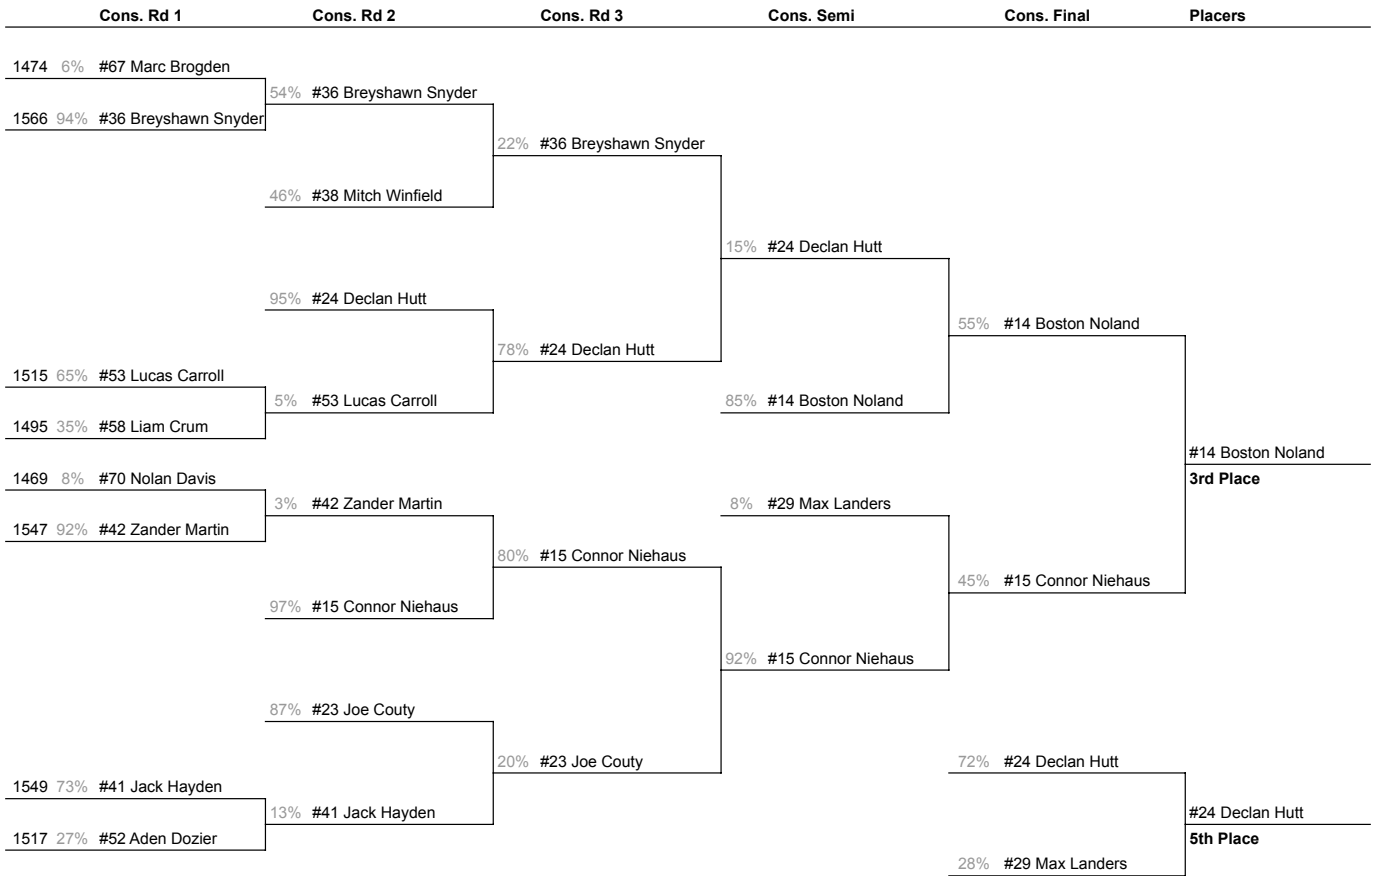 Cons. Rd 1 Cons. Rd 2 Cons. Rd 3 Cons. Semi Cons. Final Placers
1474 6% #67 Marc Brogden
54% #36 Breyshawn Snyder
1566 94% #36 Breyshawn Snyder
22% #36 Breyshawn Snyder
46% #38 Mitch Winfield
15% #24 Declan Hutt
95% #24 Declan Hutt
55% #14 Boston Noland
78% #24 Declan Hutt
1515 65% #53 Lucas Carroll
5% #53 Lucas Carroll 85% #14 Boston Noland
1495 35% #58 Liam Crum
#14 Boston Noland
1469 8% #70 Nolan Davis 3rd Place
3% #42 Zander Martin 8% #29 Max Landers
1547 92% #42 Zander Martin
80% #15 Connor Niehaus
45% #15 Connor Niehaus
97% #15 Connor Niehaus
92% #15 Connor Niehaus
87% #23 Joe Couty
20% #23 Joe Couty 72% #24 Declan Hutt
1549 73% #41 Jack Hayden
13% #41 Jack Hayden #24 Declan Hutt
1517 27% #52 Aden Dozier 5th Place
28% #29 Max Landers